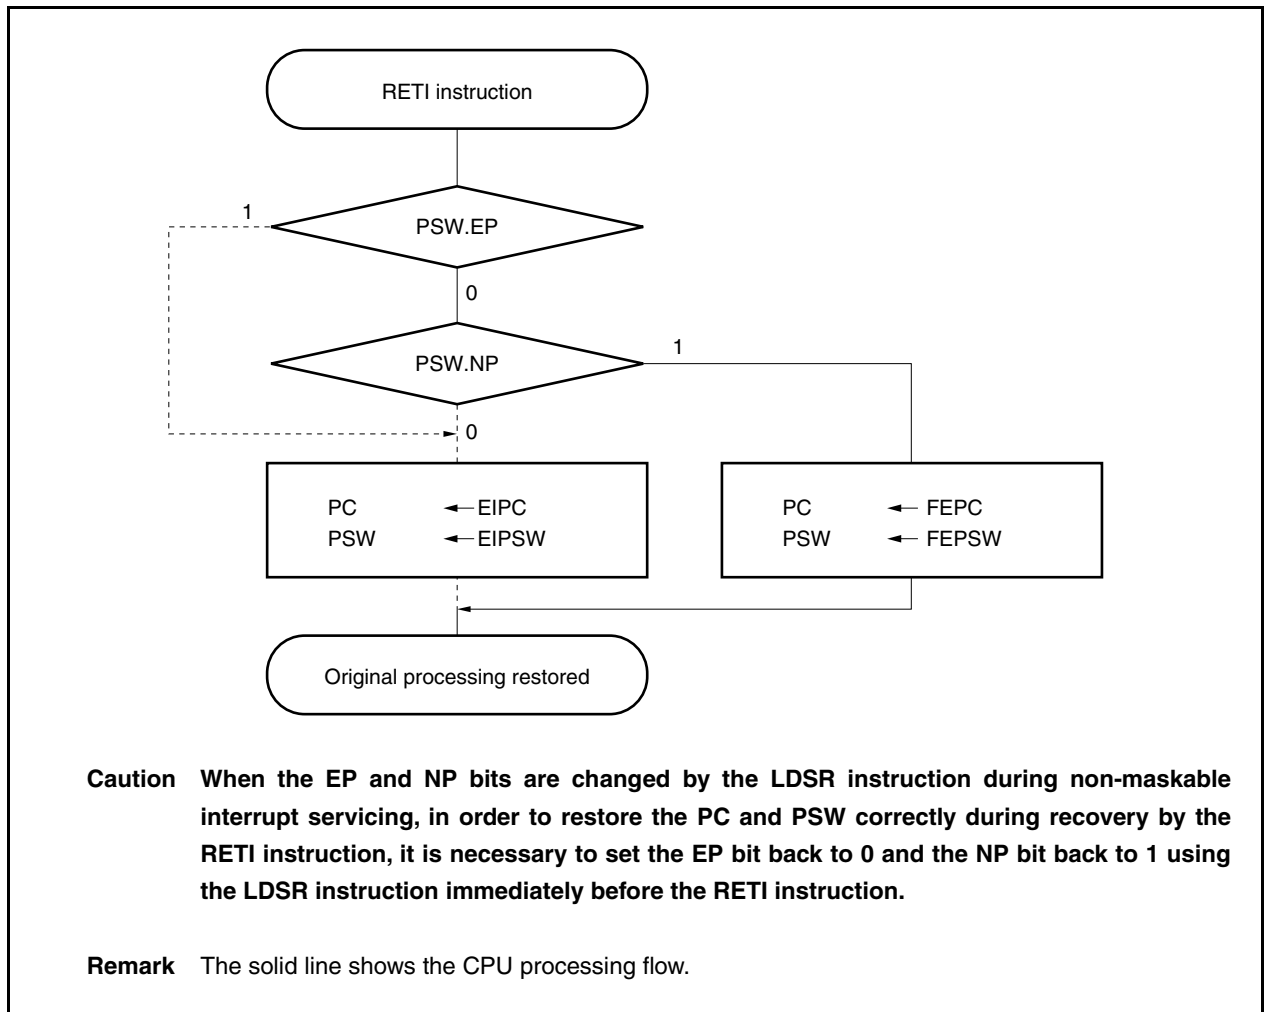 RETI instruction
1
PSW.EP
0
PSW.NP
1
0
PC ← EIPC
PSW ← EIPSW
PC ← FEPC
PSW ← FEPSW
Original processing restored
Caution When the EP and NP bits are changed by the LDSR instruction during non-maskable
interrupt servicing, in order to restore the PC and PSW correctly during recovery by the
RETI instruction, it is necessary to set the EP bit back to 0 and the NP bit back to 1 using
the LDSR instruction immediately before the RETI instruction.
Remark The solid line shows the CPU processing flow.